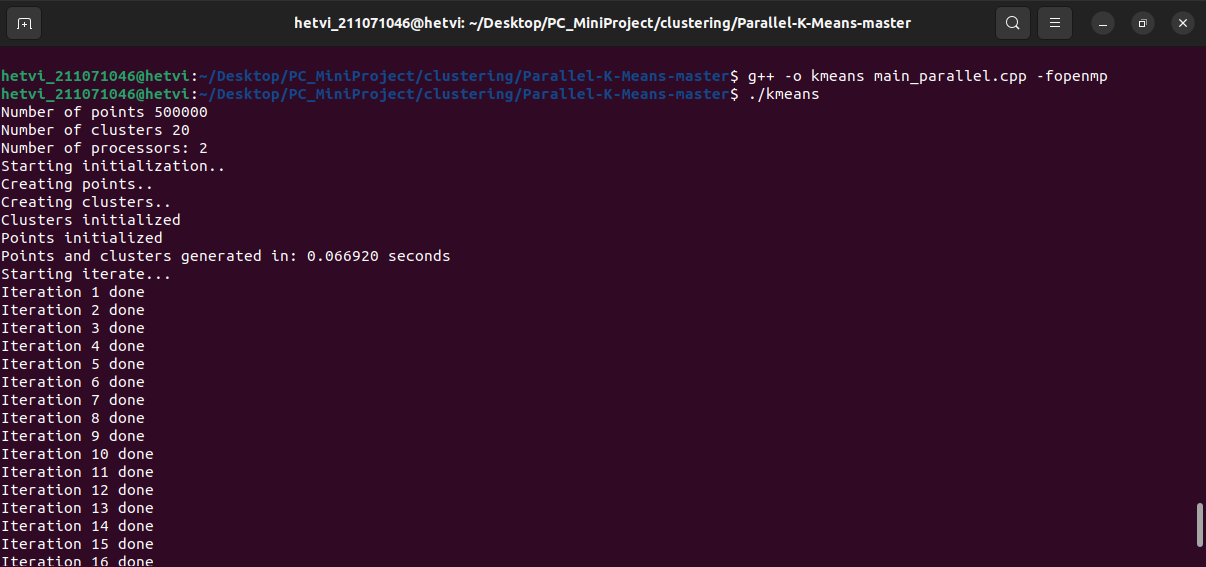 hetvi_211071046@hetvi: ~/Desktop/PC_MiniProject/clustering/Parallel-K-Means-master
hetvi_211071046@hetvi:~/Desktop/PC_MiniProject/clustering/Parallel-K-Means-master$ g++ -o kmeans main_parallel.cpp -fopenmp
hetvi_211071046@hetvi:~/Desktop/PC_MiniProject/clustering/Parallel-K-Means-master$ ./kmeans
Number of points 500000
Number of clusters 20
Number of processors: 2
Starting initialization..
Creating points..
Creating clusters..
Clusters initialized
Points initialized
Points and clusters generated in: 0.066920 seconds
Starting iterate...
Iteration 1 done
Iteration 2 done
Iteration 3 done
Iteration 4 done
Iteration 5 done
Iteration 6 done
Iteration 7 done
Iteration 8 done
Iteration 9 done
Iteration 10 done
Iteration 11 done
Iteration 12 done
Iteration 13 done
Iteration 14 done
Iteration 15 done
Iteration 16 done